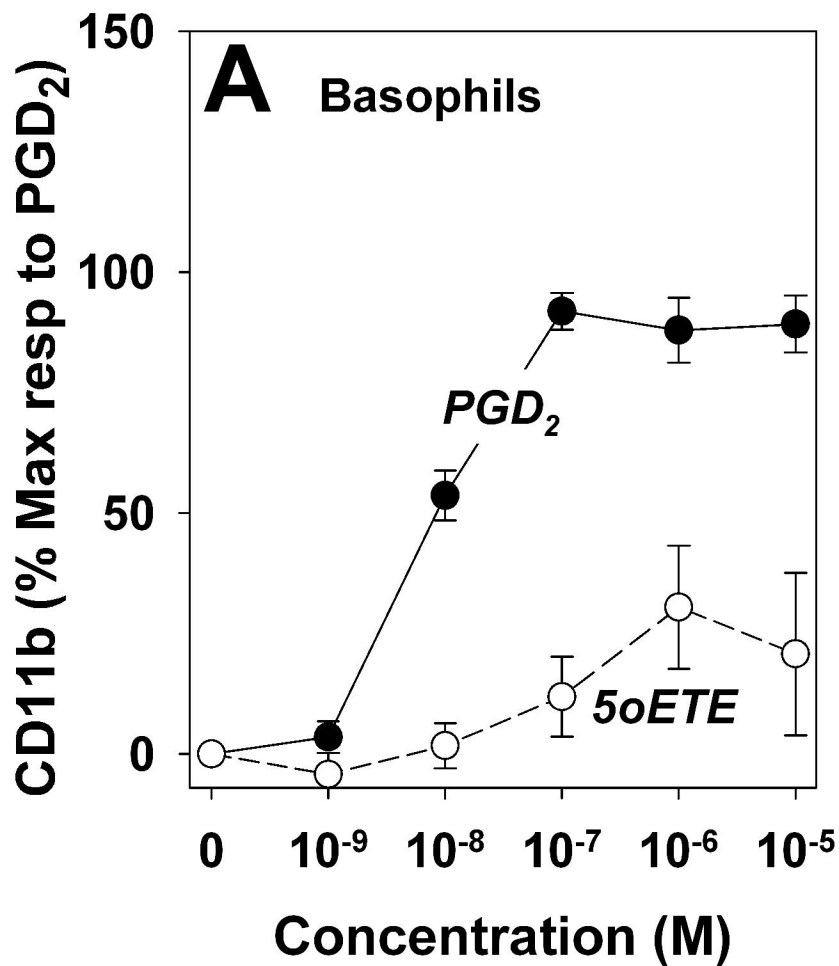 A Basophils
CD11b (% Max resp to PGD₂)
150
100
50
0
PGD₂
5oETE
0 10⁻⁹ 10⁻⁸ 10⁻⁷ 10⁻⁶ 10⁻⁵
Concentration (M)